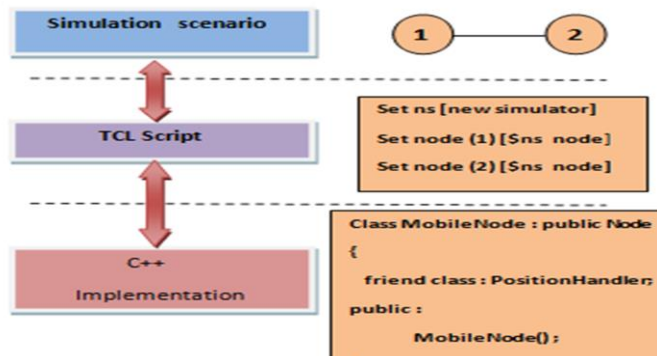 Simulation scenario
1
2
TCL Script
Set ns [new simulator]
Set node (1) [$ns node]
Set node (2) [$ns node]
C++
Implementation
Class MobileNode : public Node
{
friend class : PositionHandler;
public :
MobileNode();